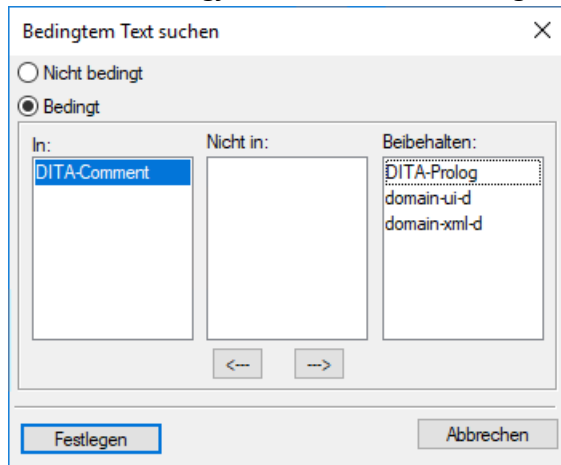 Bedingtem Text suchen
Nicht bedingt
Bedingt
In:
Nicht in:
Beibehalten:
DITA-Comment
DITA-Prolog
domain-ui-d
domain-xml-d
<--- --->
Festlegen
Abbrechen